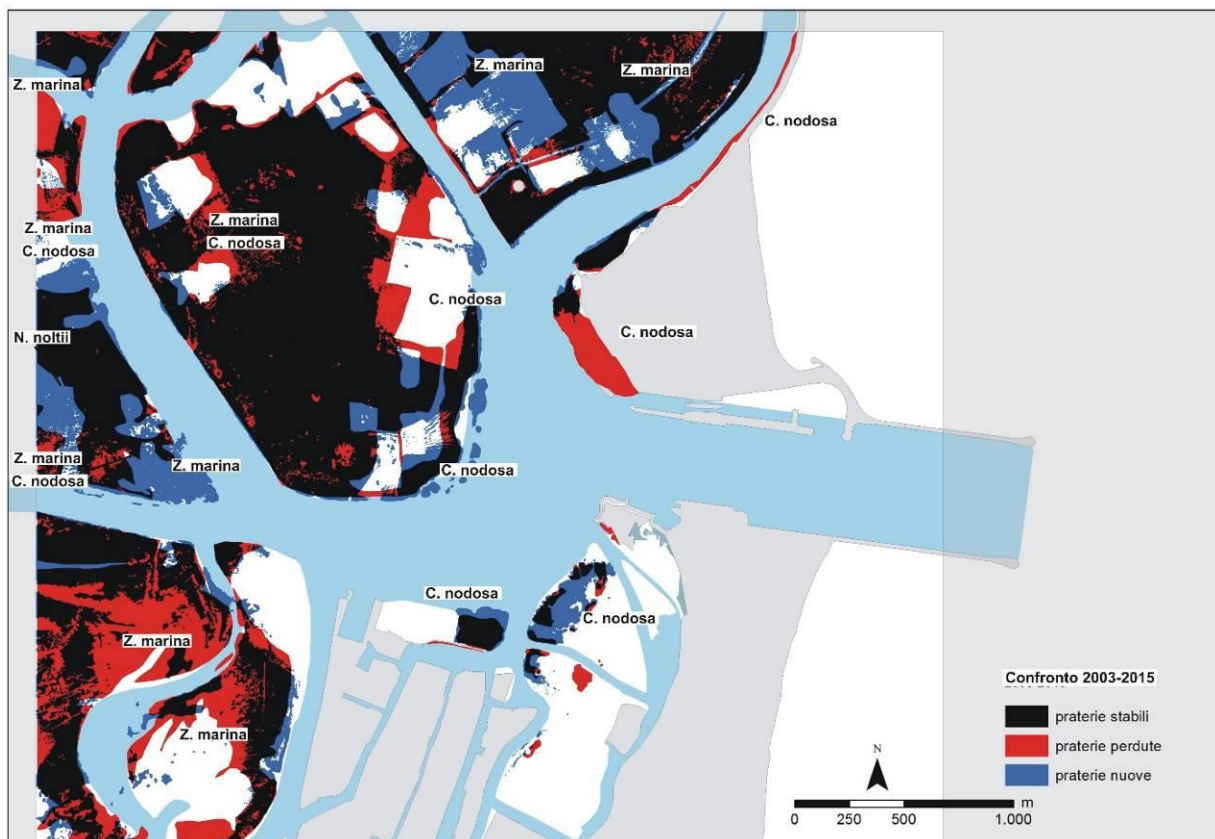 Z. marina
Z. marina
Z. marina
C. nodosa
Z. marina
C. nodosa
Z. marina
C. nodosa
C. nodosa
N. noltii
C. nodosa
Z. marina
C. nodosa
Z. marina
C. nodosa
C. nodosa
C. nodosa
Z. marina
Z. marina
Confronto 2003-2015
praterie stabili
praterie perdute
praterie nuove
N
m
0 250 500 1.000